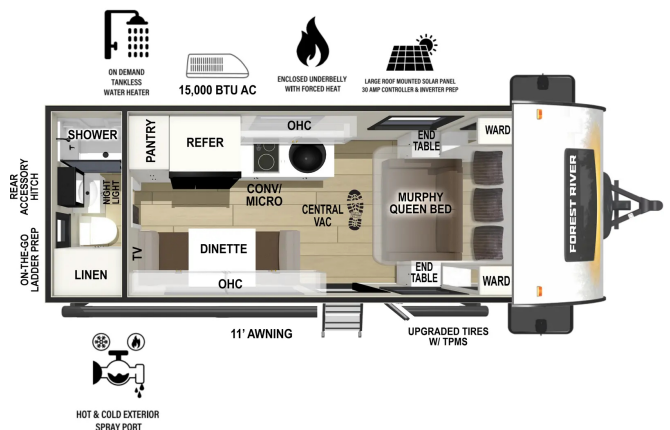 ON DEMAND
TANKLESS
WATER HEATER
15,000 BTU AC
ENCLOSED UNDERBELLY
WITH FORCED HEAT
LARGE ROOF MOUNTED SOLAR PANEL
30 AMP CONTROLLER & INVERTER PREP
SHOWER
PANTRY
REFER
OHC
END
TABLE
WARD
REAR
ACCESSORY
HITCH
NIGHT
LIGHT
CONV/
MICRO
CENTRAL
VAC
MURPHY
QUEEN BED
FOREST RIVER
ON-THE-GO
LADDER PREP
LINEN
TV
DINETTE
OHC
END
TABLE
WARD
11' AWNING
UPGRADED TIRES
W/ TPMS
HOT & COLD EXTERIOR
SPRAY PORT